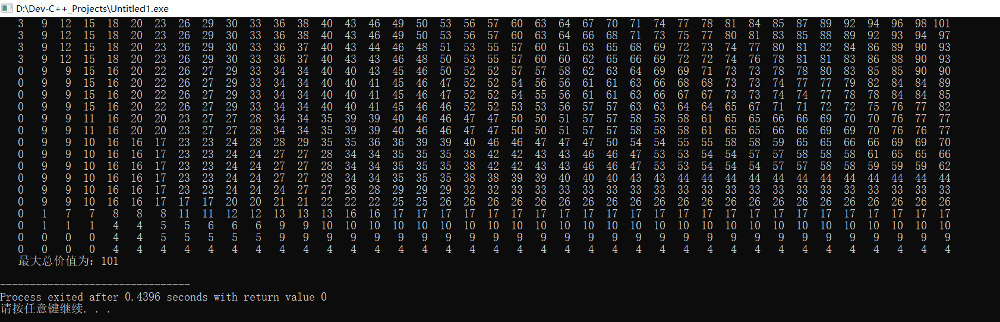 D:\Dev-C++_Projects\Untitled1.exe
3 9 12 15 18 20 23 26 29 30 33 36 38 40 43 46 49 50 53 56 57 60 63 64 67 70 71 74 77 78 81 84 85 87 89 92 94 96 98 101
3 9 12 15 18 20 23 26 29 30 33 36 38 40 43 46 49 50 53 56 57 60 63 64 66 68 71 73 75 77 80 81 83 85 88 89 92 93 94 97
3 9 12 15 18 20 23 26 29 30 33 36 37 40 43 44 46 48 51 53 55 57 60 61 63 65 68 69 72 73 74 77 80 81 82 84 86 89 90 93
3 9 12 15 18 20 23 26 29 30 33 36 37 40 43 43 46 48 50 53 55 57 60 60 62 65 66 69 72 72 74 76 78 81 81 83 86 88 90 93
0 9 9 15 16 20 22 26 27 29 33 34 34 40 40 43 45 46 50 52 52 57 57 58 62 63 64 69 69 71 73 73 78 78 80 83 85 85 90 90
0 9 9 15 16 20 22 26 27 29 33 34 34 40 40 41 45 46 47 52 52 54 56 56 61 61 63 66 68 68 73 73 74 77 77 79 82 84 84 89
0 9 9 15 16 20 22 26 27 29 33 34 34 40 40 41 45 46 47 52 52 54 55 56 61 61 63 66 67 67 73 73 74 74 77 78 78 84 84 85
0 9 9 15 16 20 22 26 27 29 33 34 34 40 40 41 45 46 46 52 52 53 53 56 57 57 63 63 64 64 65 67 71 71 72 72 75 76 77 82
0 9 9 11 16 20 20 23 27 27 28 34 34 35 39 39 40 46 46 47 47 50 50 51 57 57 58 58 58 61 65 65 66 66 69 70 70 76 77 77
0 9 9 11 16 20 20 23 27 27 28 34 34 35 39 39 40 46 46 47 47 50 50 51 57 57 58 58 58 61 65 65 66 66 69 69 70 76 76 77
0 9 9 10 16 16 17 23 23 24 28 28 29 35 35 36 36 39 39 40 46 46 47 47 47 50 54 54 55 55 58 58 59 65 65 66 66 69 69 70
0 9 9 10 16 16 17 23 23 24 24 27 27 28 34 34 35 35 35 38 42 42 43 43 46 46 47 53 53 54 54 57 57 58 58 58 61 65 65 66
0 9 9 10 16 16 17 23 23 24 24 27 27 28 34 34 35 35 35 38 42 42 43 43 46 46 47 53 53 54 54 54 57 57 58 58 59 59 59 62
0 9 9 10 16 16 17 23 23 24 24 27 27 28 34 34 35 35 35 38 38 39 39 40 40 40 43 43 44 44 44 44 44 44 44 44 44 44 44 44
0 9 9 10 16 16 17 23 23 24 24 24 27 27 28 28 29 29 29 32 32 33 33 33 33 33 33 33 33 33 33 33 33 33 33 33 33 33 33 33
0 9 9 10 16 16 17 17 17 20 20 21 21 22 22 22 25 25 26 26 26 26 26 26 26 26 26 26 26 26 26 26 26 26 26 26 26 26 26 26
0 1 7 7 8 8 8 11 11 12 12 13 13 13 16 16 17 17 17 17 17 17 17 17 17 17 17 17 17 17 17 17 17 17 17 17 17 17 17 17
0 1 1 1 4 4 5 5 6 6 6 9 9 10 10 10 10 10 10 10 10 10 10 10 10 10 10 10 10 10 10 10 10 10 10 10 10 10 10 10
0 0 0 0 4 4 5 5 5 5 5 9 9 9 9 9 9 9 9 9 9 9 9 9 9 9 9 9 9 9 9 9 9 9 9 9 9 9 9 9
0 0 0 0 4 4 4 4 4 4 4 4 4 4 4 4 4 4 4 4 4 4 4 4 4 4 4 4 4 4 4 4 4 4 4 4 4 4 4 4
最大总价值为：101
--------------------------------
Process exited after 0.4396 seconds with return value 0
请按任意键继续. . .